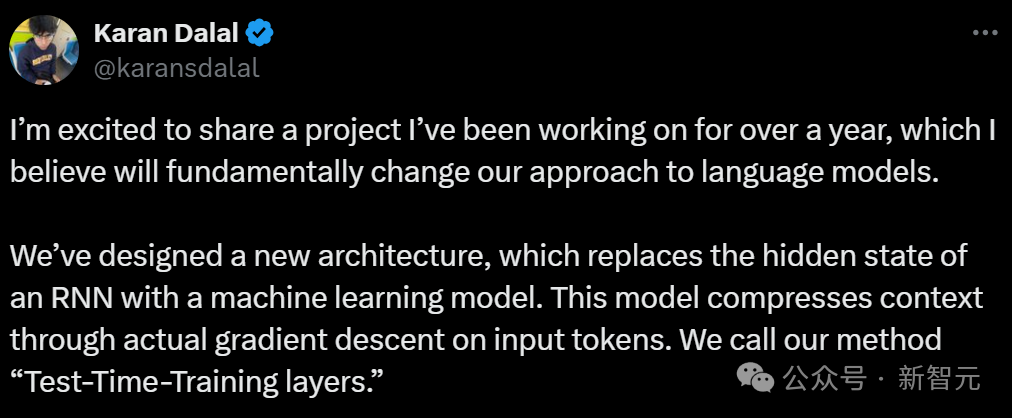 Karan Dalal
@karansdalal
I’m excited to share a project I’ve been working on for over a year, which I
believe will fundamentally change our approach to language models.
We’ve designed a new architecture, which replaces the hidden state of
an RNN with a machine learning model. This model compresses context
through actual gradient descent on input tokens. We call our method
“Test-Time-Training layers.”
公众号 · 新智元